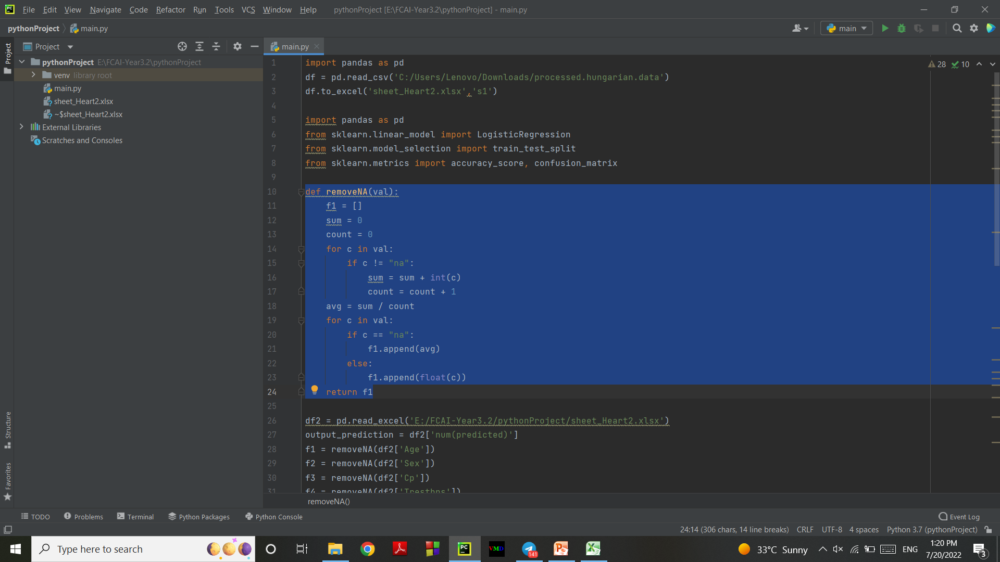 File Edit View Navigate Code Refactor Run Tools VCS Window Help pythonProject [E:\FCAI-Year3.2\pythonProject] - main.py
pythonProject main.py main
Project main.py
Project
pythonProject E:\FCAI-Year3.2\pythonProject
venv library root
main.py
sheet_Heart2.xlsx
~$sheet_Heart2.xlsx
External Libraries
Scratches and Consoles
28 10
1 import pandas as pd
2 df = pd.read_csv('C:/Users/Lenovo/Downloads/processed.hungarian.data')
3 df.to_excel('sheet_Heart2.xlsx','s1')
4
5 import pandas as pd
6 from sklearn.linear_model import LogisticRegression
7 from sklearn.model_selection import train_test_split
8 from sklearn.metrics import accuracy_score, confusion_matrix
9
10 def removeNA(val):
11 f1 = []
12 sum = 0
13 count = 0
14 for c in val:
15 if c != "na":
16 sum = sum + int(c)
17 count = count + 1
18 avg = sum / count
19 for c in val:
20 if c == "na":
21 f1.append(avg)
22 else:
23 f1.append(float(c))
24 return f1
25
26 df2 = pd.read_excel('E:/FCAI-Year3.2/pythonProject/sheet_Heart2.xlsx')
27 output_prediction = df2['num(predicted)']
28 f1 = removeNA(df2['Age'])
29 f2 = removeNA(df2['Sex'])
30 f3 = removeNA(df2['Cp'])
31 f4 = removeNA(df2['Trestbps'])
removeNA()
Structure
Favorites
TODO Problems Terminal Python Packages Python Console Event Log
24:14 (306 chars, 14 line breaks) CRLF UTF-8 4 spaces Python 3.7 (pythonProject)
Type here to search
PC
VMD
141
33°C Sunny
ENG
1:20 PM
7/20/2022
3